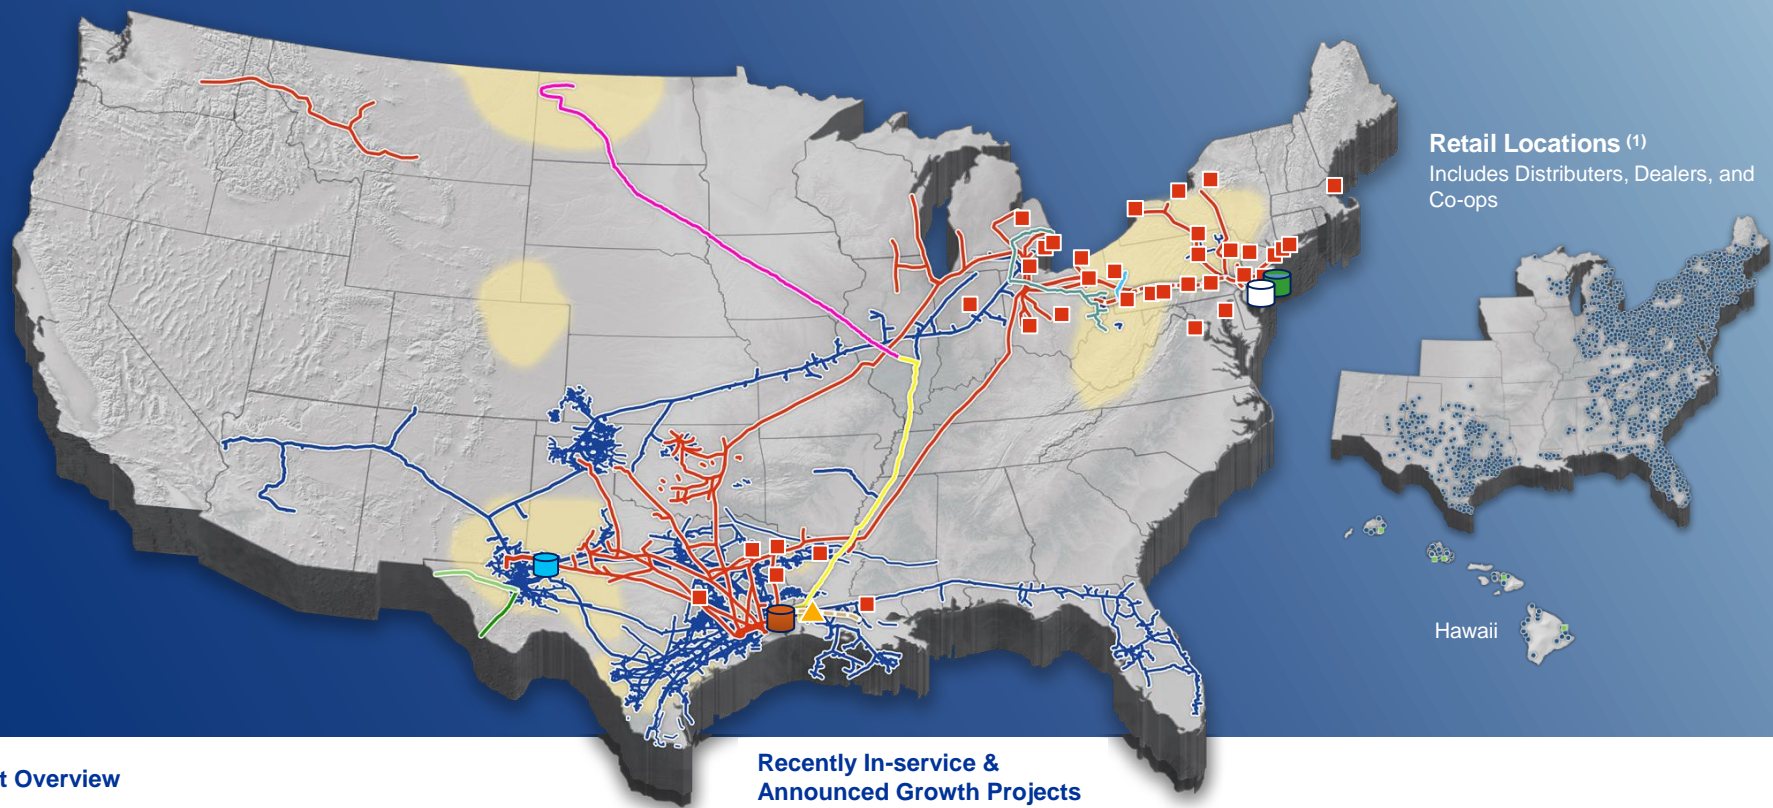 Retail Locations (1)
Includes Distributers, Dealers, and
Co-ops
Hawaii
t Overview
Recently In-service &
Announced Growth Projects